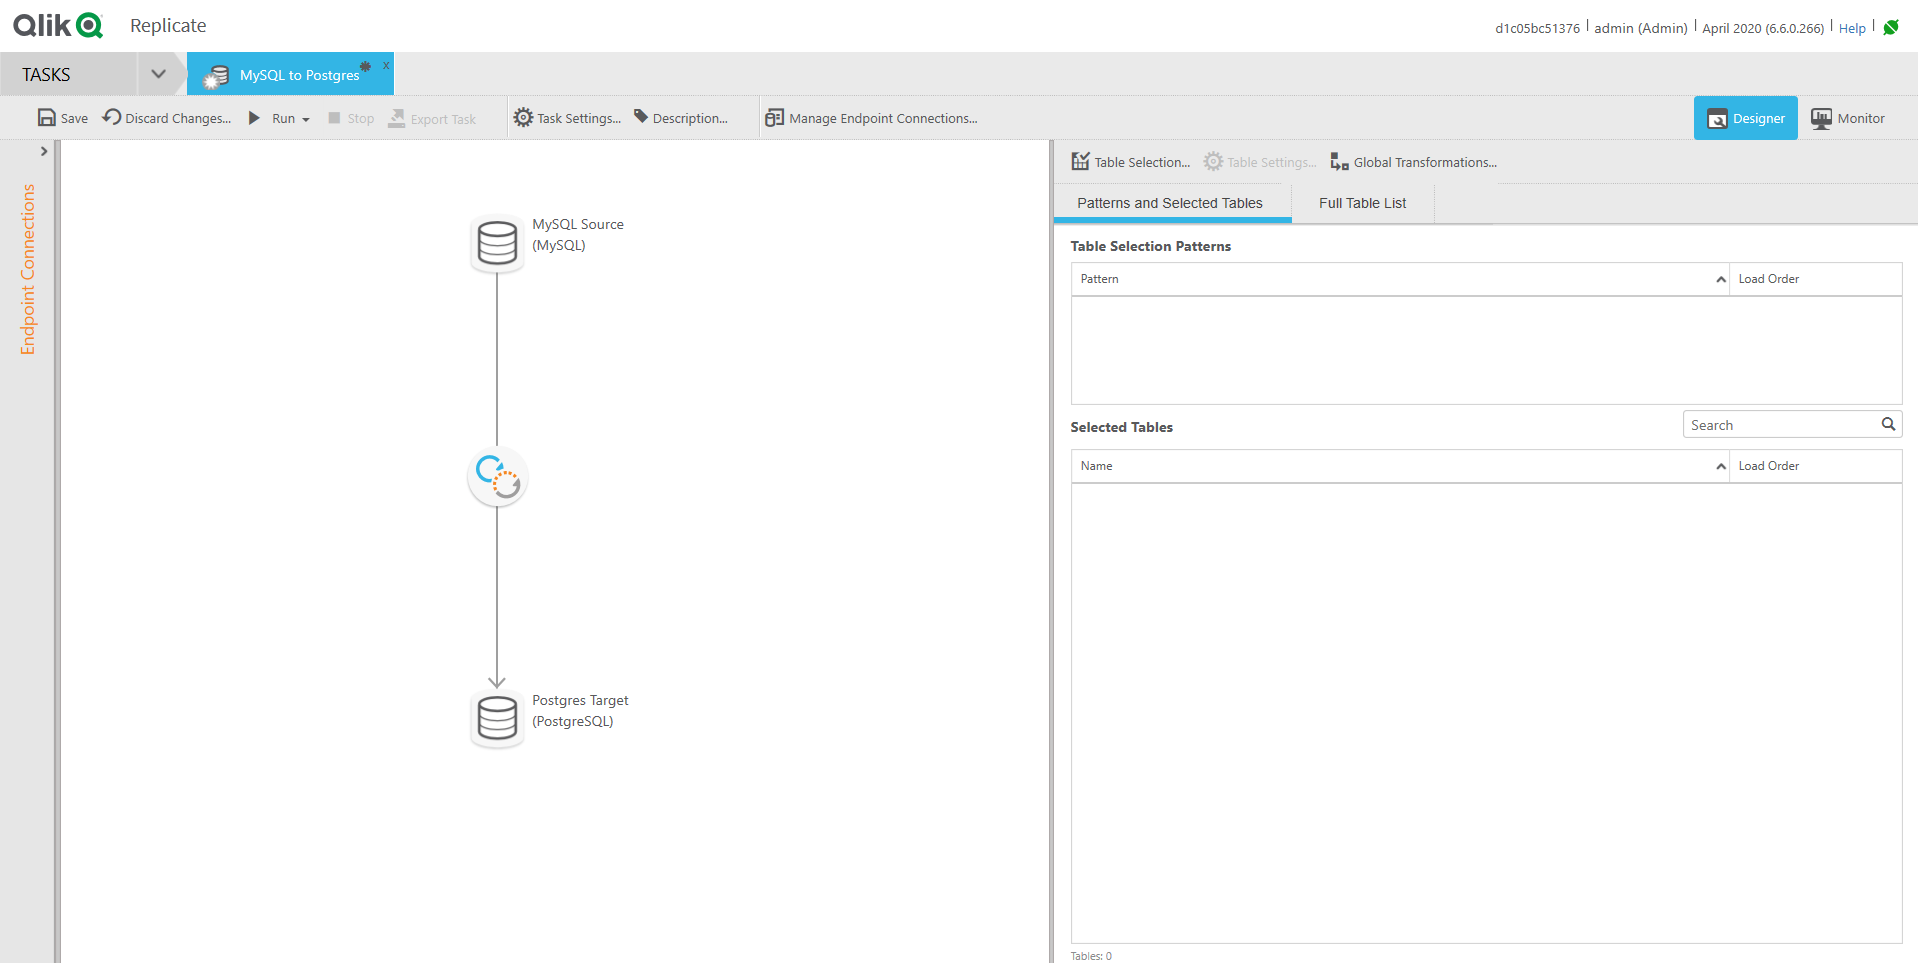 Qlik Replicate
d1c05bc51376 admin (Admin) April 2020 (6.6.0.266) Help
TASKS MySQL to Postgres x
Save Discard Changes... Run Stop Export Task Task Settings... Description... Manage Endpoint Connections... Designer Monitor
Endpoint Connections
MySQL Source
(MySQL)
Postgres Target
(PostgreSQL)
Table Selection... Table Settings... Global Transformations...
Patterns and Selected Tables Full Table List
Table Selection Patterns
Pattern Load Order
Selected Tables Search
Name Load Order
Tables: 0